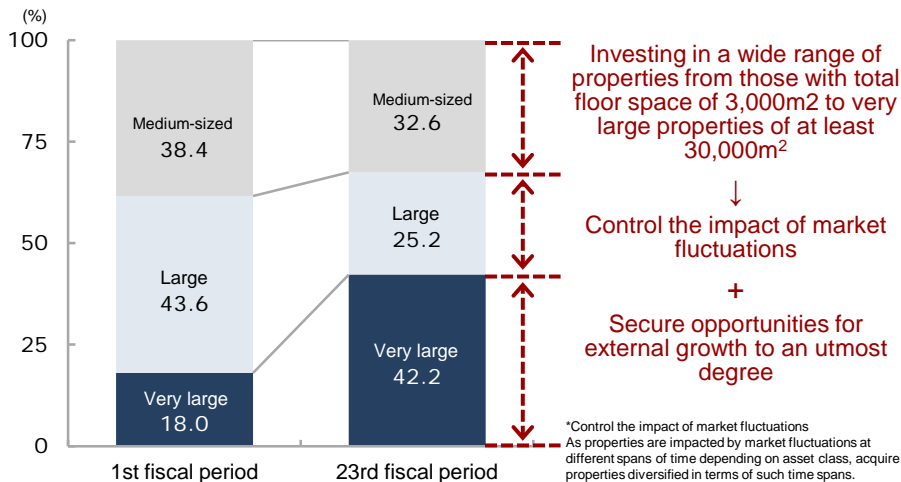 (%)
100
75
50
25
0
Medium-sized
38.4
Large
43.6
Very large
18.0
1st fiscal period
Medium-sized
32.6
Large
25.2
Very large
42.2
23rd fiscal period
Investing in a wide range of
properties from those with total
floor space of 3,000m2 to very
large properties of at least
30,000m²
↓
Control the impact of market
fluctuations
+
Secure opportunities for
external growth to an utmost
degree
*Control the impact of market fluctuations
As properties are impacted by market fluctuations at
different spans of time depending on asset class, acquire
properties diversified in terms of such time spans.